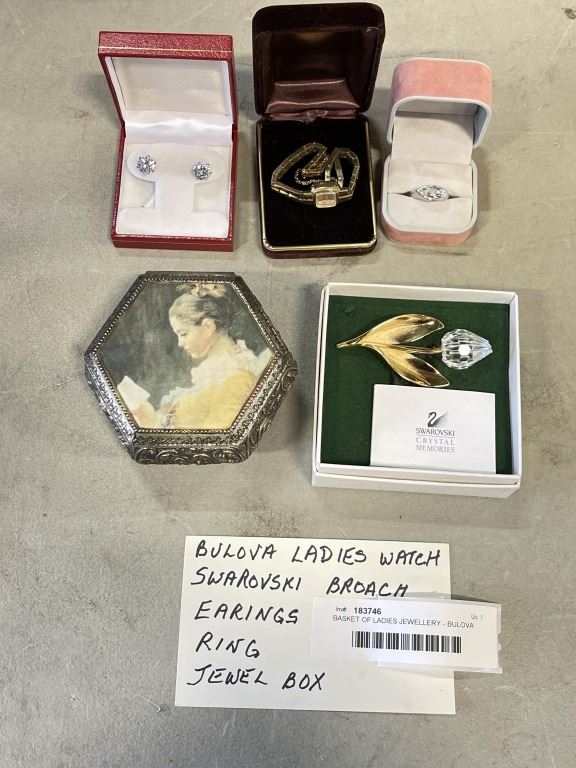 SWAROVSKI
CRYSTAL
MEMORIES
BULOVA LADIES WATCH
SWAROVSKI BROACH
EARINGS
RING
JEWEL BOX
Inv#: 183746 Qty: 1
BASKET OF LADIES JEWELLERY - BULOVA